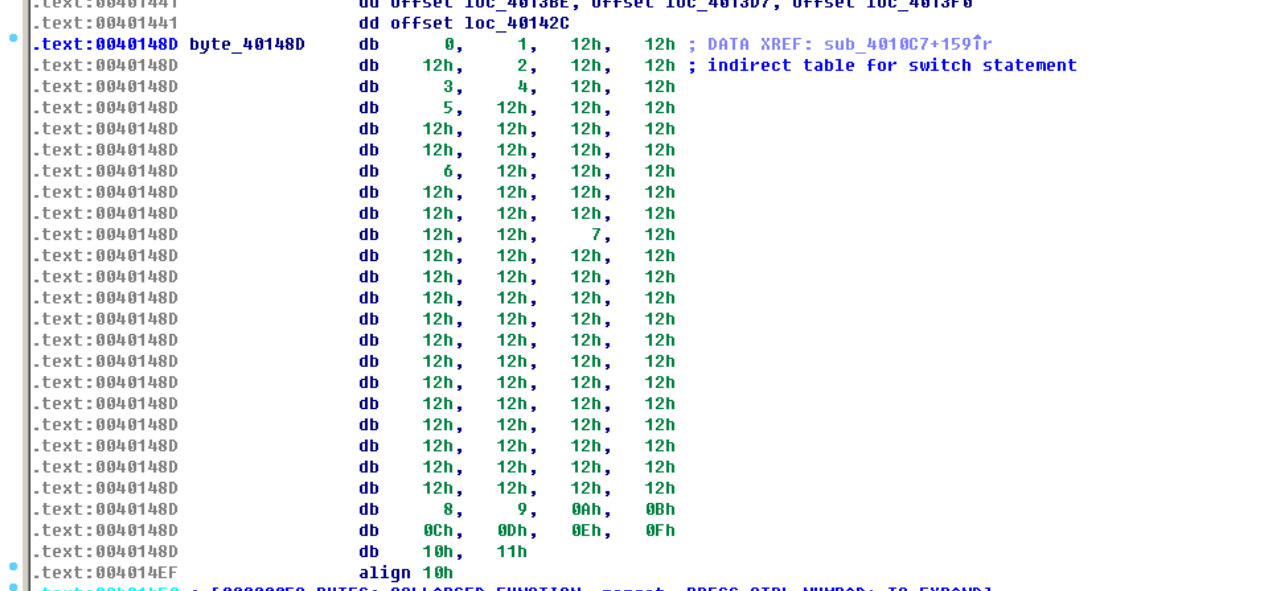 .text:00401441 dd offset loc_4013BE, offset loc_4013D7, offset loc_4013F0
.text:00401441 dd offset loc_40142C
.text:0040148D byte_40148D db 0, 1, 12h, 12h ; DATA XREF: sub_4010C7+159↑r
.text:0040148D db 12h, 2, 12h, 12h ; indirect table for switch statement
.text:0040148D db 3, 4, 12h, 12h
.text:0040148D db 5, 12h, 12h, 12h
.text:0040148D db 12h, 12h, 12h, 12h
.text:0040148D db 12h, 12h, 12h, 12h
.text:0040148D db 6, 12h, 12h, 12h
.text:0040148D db 12h, 12h, 12h, 12h
.text:0040148D db 12h, 12h, 12h, 12h
.text:0040148D db 12h, 12h, 7, 12h
.text:0040148D db 12h, 12h, 12h, 12h
.text:0040148D db 12h, 12h, 12h, 12h
.text:0040148D db 12h, 12h, 12h, 12h
.text:0040148D db 12h, 12h, 12h, 12h
.text:0040148D db 12h, 12h, 12h, 12h
.text:0040148D db 12h, 12h, 12h, 12h
.text:0040148D db 12h, 12h, 12h, 12h
.text:0040148D db 12h, 12h, 12h, 12h
.text:0040148D db 12h, 12h, 12h, 12h
.text:0040148D db 12h, 12h, 12h, 12h
.text:0040148D db 12h, 12h, 12h, 12h
.text:0040148D db 12h, 12h, 12h, 12h
.text:0040148D db 8, 9, 0Ah, 0Bh
.text:0040148D db 0Ch, 0Dh, 0Eh, 0Fh
.text:0040148D db 10h, 11h
.text:004014EF align 10h
BYTES: COLLAPSED FUNCTION PRESS CTRL NUMPAD+ TO EXPAND]